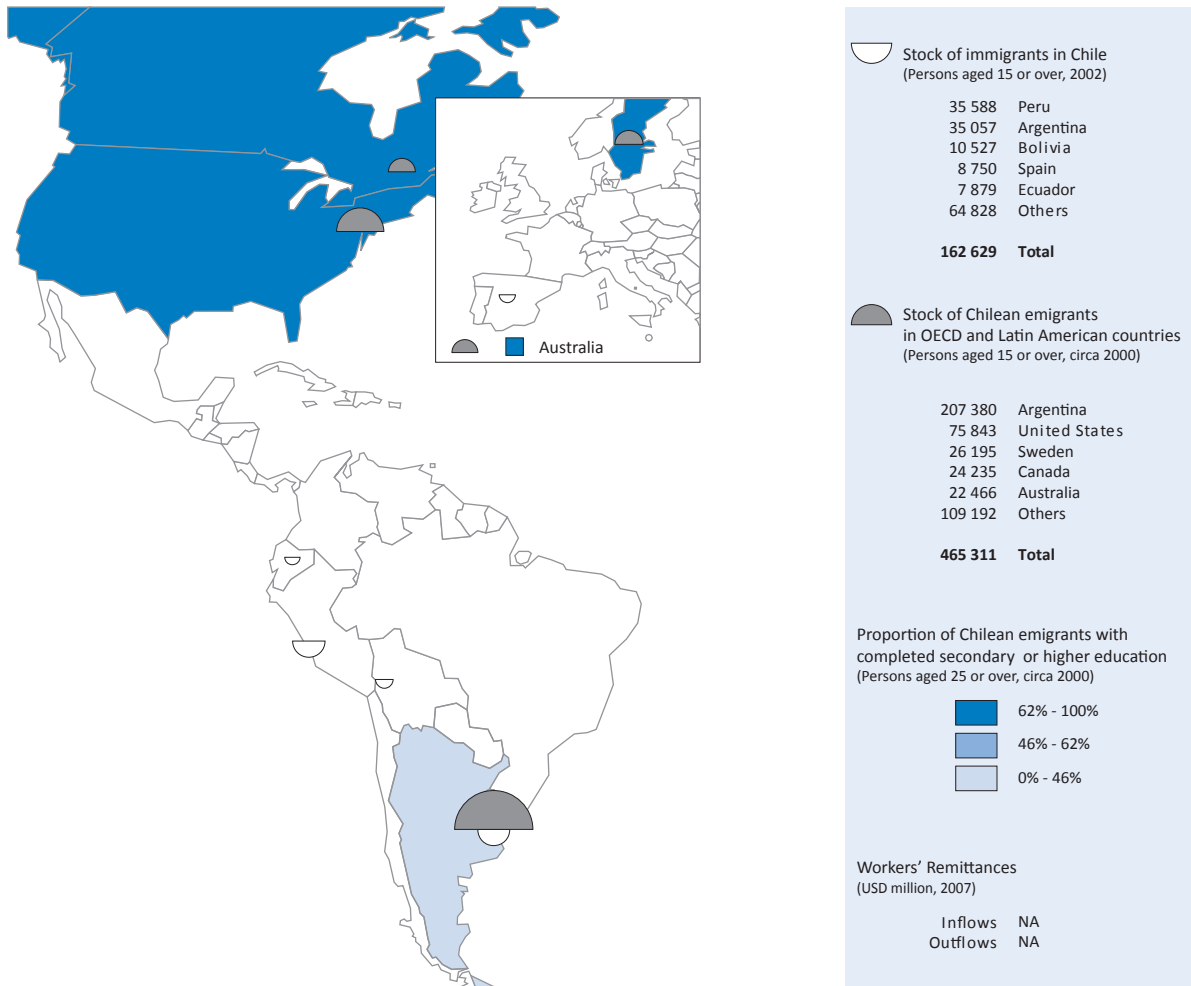 Australia
Stock of immigrants in Chile
(Persons aged 15 or over, 2002)
35 588 Peru
35 057 Argentina
10 527 Bolivia
8 750 Spain
7 879 Ecuador
64 828 Others
162 629 Total
Stock of Chilean emigrants
in OECD and Latin American countries
(Persons aged 15 or over, circa 2000)
207 380 Argentina
75 843 United States
26 195 Sweden
24 235 Canada
22 466 Australia
109 192 Others
465 311 Total
Proportion of Chilean emigrants with
completed secondary or higher education
(Persons aged 25 or over, circa 2000)
62% - 100%
46% - 62%
0% - 46%
Workers' Remittances
(USD million, 2007)
Inflows NA
Outflows NA